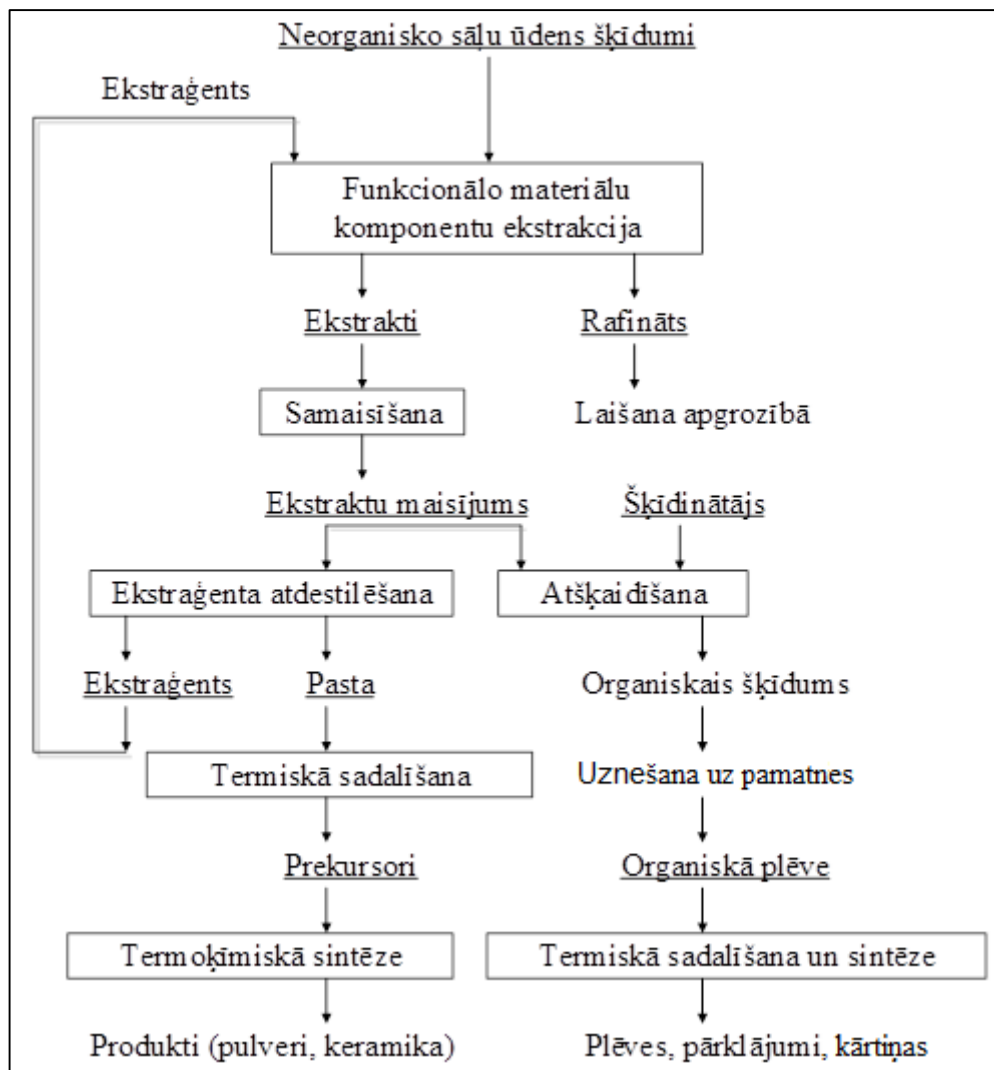 Neorganisko sāļu ūdens šķīdumi
Ekstraģents
Funkcionālo materiālu
komponentu ekstrakcija
Ekstrakti
Rafināts
Samaisīšana
Laišana apgrozībā
Ekstraktu maisījums
Šķīdinātājs
Ekstraģenta atdestilēšana
Atšķaidīšana
Ekstraģents
Pasta
Organiskais šķīdums
Termiskā sadalīšana
Uznešana uz pamatnes
Prekursori
Organiskā plēve
Termoķīmiskā sintēze
Termiskā sadalīšana un sintēze
Produkti (pulveri, keramika)
Plēves, pārklājumi, kārtiņas